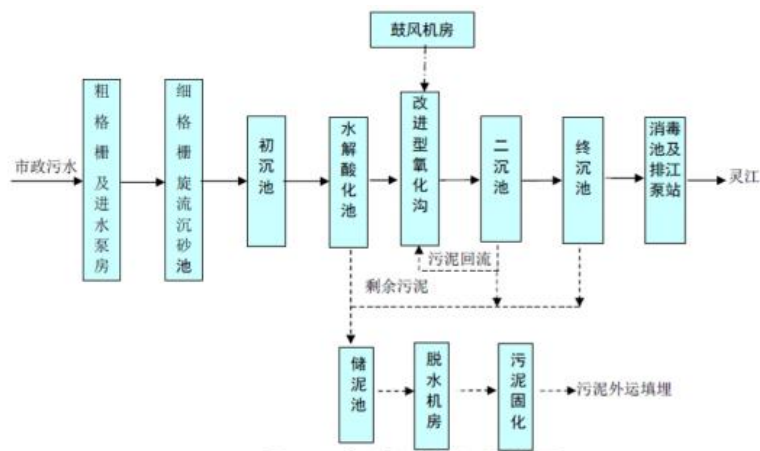 鼓风机房
市政污水
粗格栅及进水泵房
细格栅旋流沉砂池
初沉池
水解酸化池
改进型氧化沟
二沉池
终沉池
消毒池及排江泵站
灵江
污泥回流
剩余污泥
储泥池
脱水机房
污泥固化
污泥外运填埋